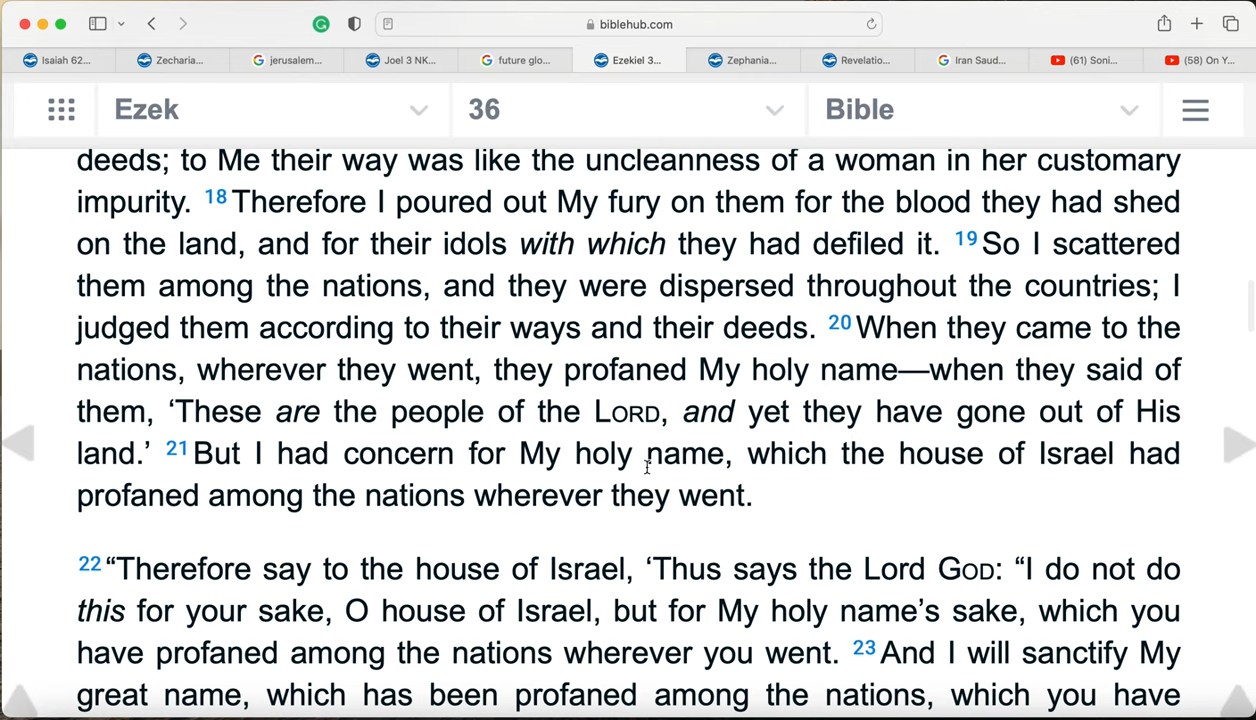 biblehub.com
Isaiah 62...
Zecharia...
jerusalem...
Joel 3 NK...
future glo...
Ezekiel 3...
Zephania...
Revelatio...
Iran Saud...
(61) Soni...
(58) On Y...
Ezek
36
Bible
deeds; to Me their way was like the uncleanness of a woman in her customary
impurity. 18 Therefore I poured out My fury on them for the blood they had shed
on the land, and for their idols with which they had defiled it. 19 So I scattered
them among the nations, and they were dispersed throughout the countries; I
judged them according to their ways and their deeds. 20 When they came to the
nations, wherever they went, they profaned My holy name—when they said of
them, ‘These are the people of the LORD, and yet they have gone out of His
land.’ 21 But I had concern for My holy name, which the house of Israel had
profaned among the nations wherever they went.
22 “Therefore say to the house of Israel, ‘Thus says the Lord GOD: “I do not do
this for your sake, O house of Israel, but for My holy name’s sake, which you
have profaned among the nations wherever you went. 23 And I will sanctify My
great name, which has been profaned among the nations, which you have